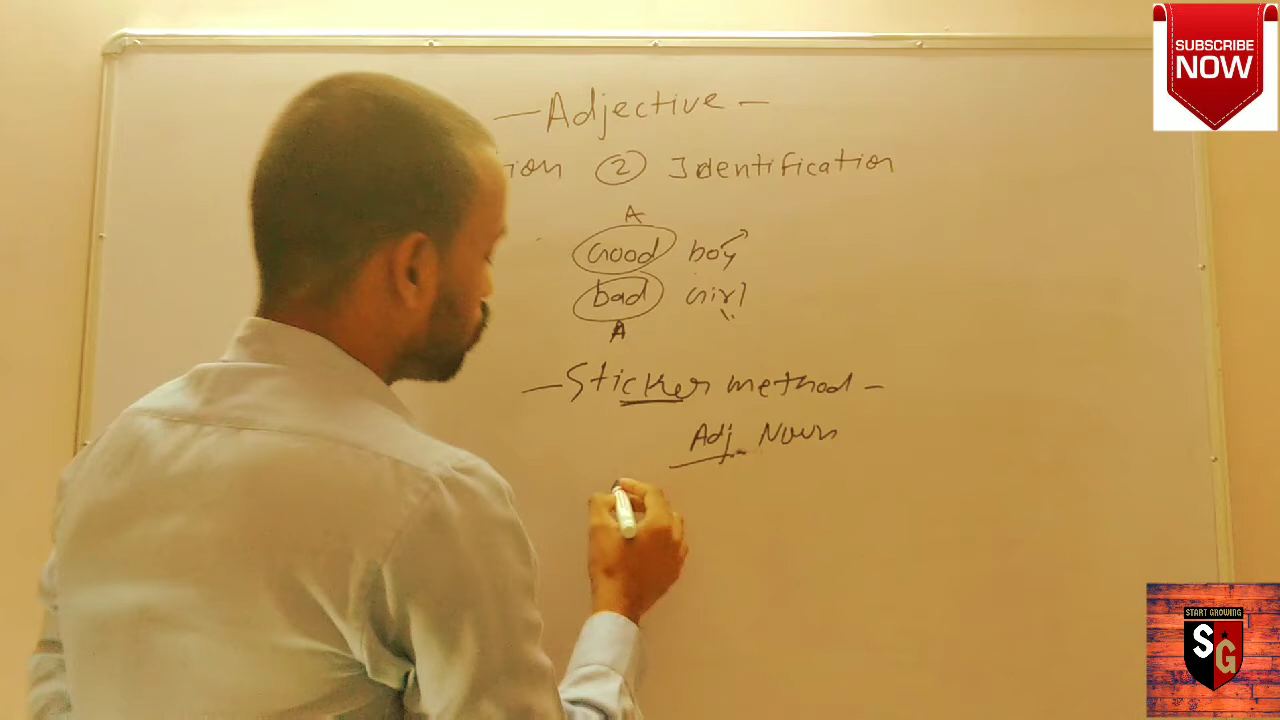 SUBSCRIBE
NOW
— Adjective —
ion ② Identification
A
Good boy
bad Girl
A
— Sticker method —
Adj Noun
START GROWING
SG